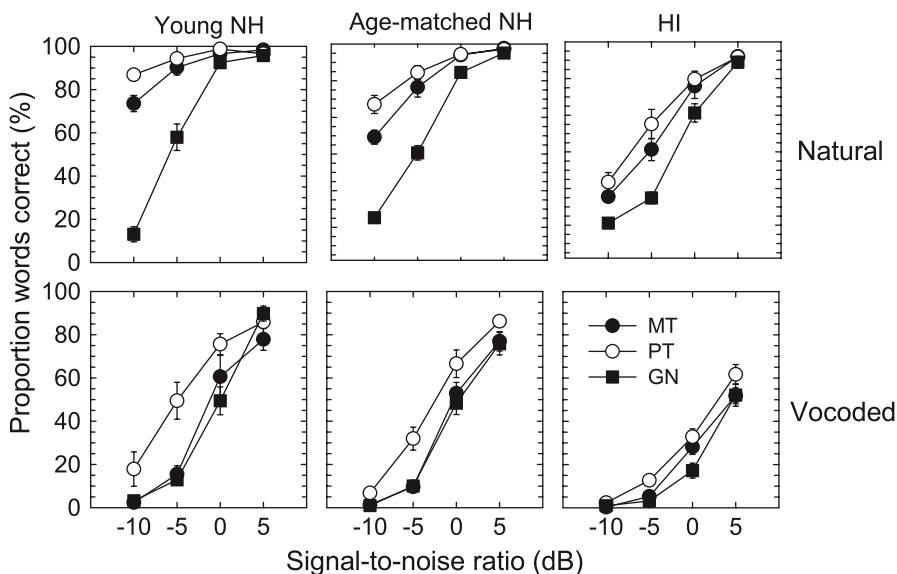 Young NH
Age-matched NH
HI
Proportion words correct (%)
100
80
60
40
20
0
Natural
100
80
60
40
20
0
MT
PT
GN
Vocoded
-10 -5 0 5
-10 -5 0 5
-10 -5 0 5
Signal-to-noise ratio (dB)